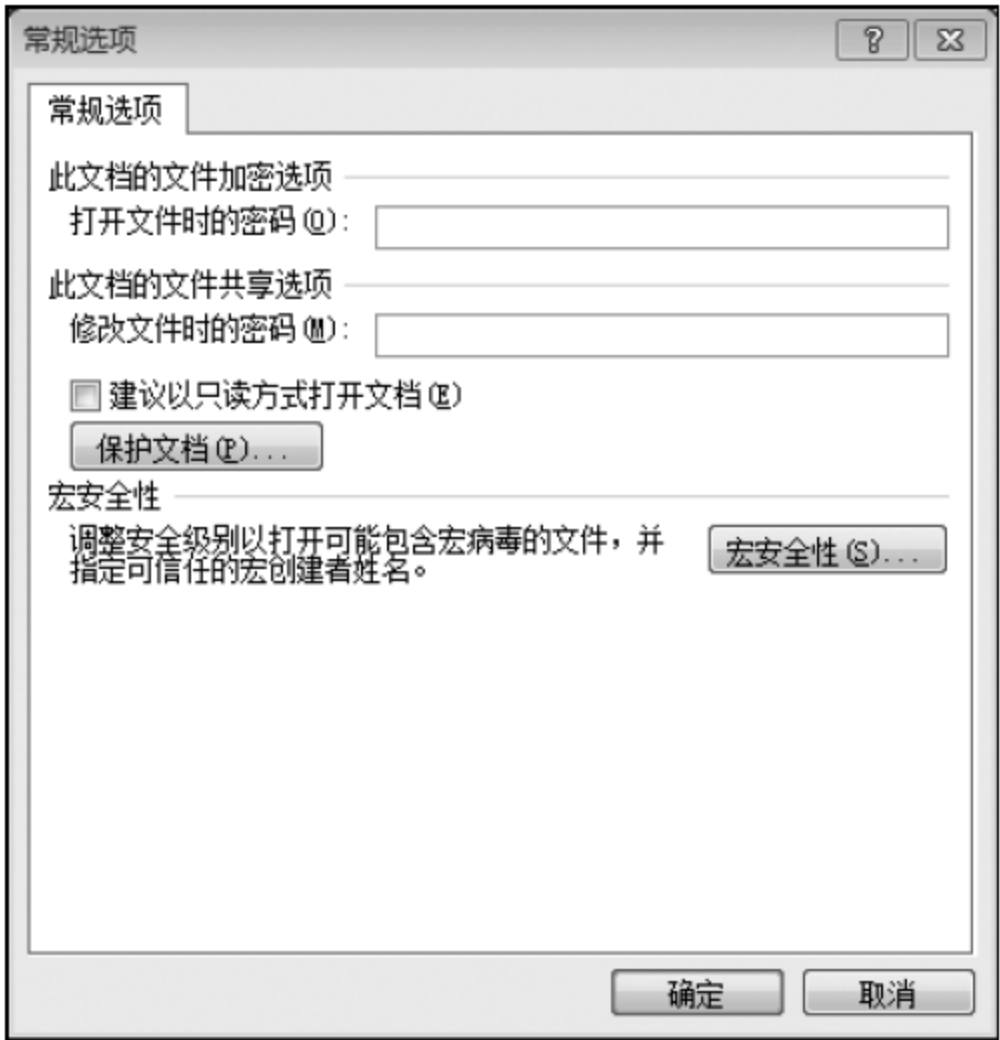 常规选项
常规选项
此文档的文件加密选项
打开文件时的密码(O):
此文档的文件共享选项
修改文件时的密码(M):
建议以只读方式打开文档(E)
保护文档(P)...
宏安全性
调整安全级别以打开可能包含宏病毒的文件，并
指定可信任的宏创建者姓名。
宏安全性(S)...
确定
取消